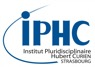 iPHC
Institut Pluridisciplinaire
Hubert CURIEN
STRASBOURG